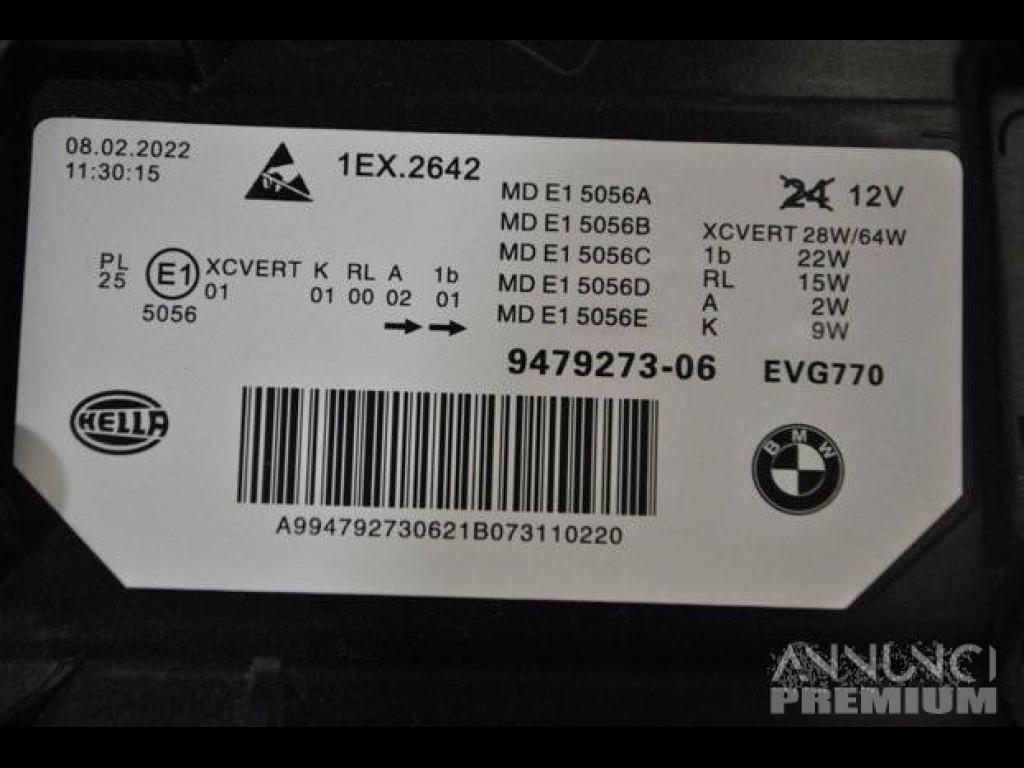 08.02.2022
11:30:15
1EX.2642
MD E1 5056A
MD E1 5056B
MD E1 5056C
MD E1 5056D
MD E1 5056E
24 12V
XCVERT 28W/64W
1b 22W
RL 15W
A 2W
K 9W
PL
25
E1
5056
XCVERT K RL A 1b
01 01 00 02 01
9479273-06 EVG770
HELLA
BMW
A994792730621B073110220
ANNUNCI
PREMIUM